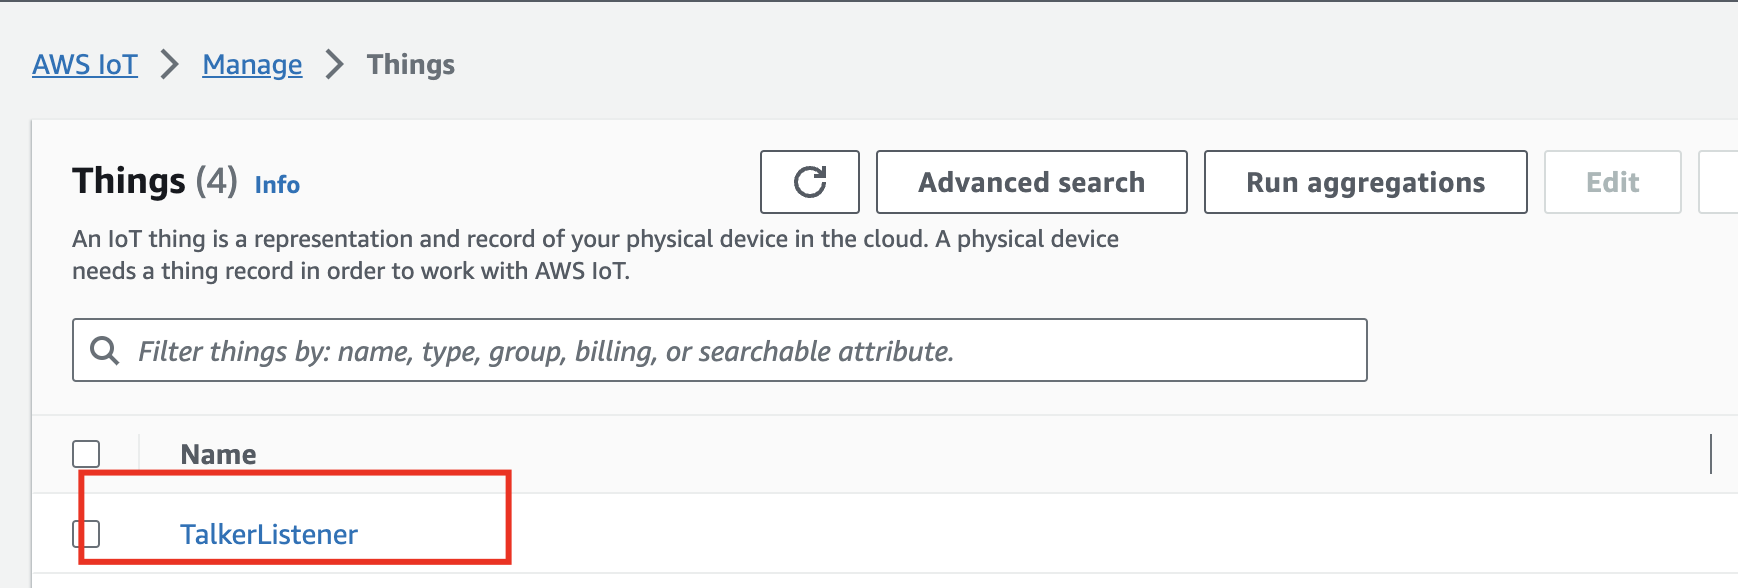 AWS IoT > Manage > Things
Things (4) Info
Advanced search
Run aggregations
Edit
An IoT thing is a representation and record of your physical device in the cloud. A physical device
needs a thing record in order to work with AWS IoT.
Filter things by: name, type, group, billing, or searchable attribute.
Name
TalkerListener